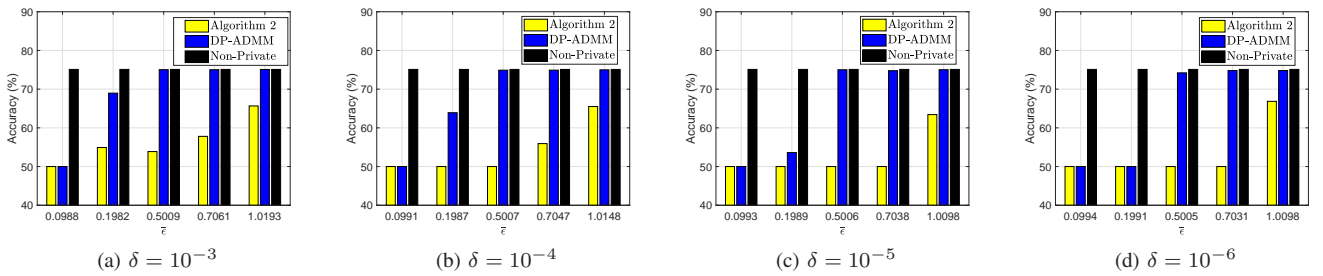 90
80
70
60
50
40
Accuracy (%)
Algorithm 2
DP-ADMM
Non-Private
0.0988 0.1982 0.5009 0.7061 1.0193
ϵ̄
(a) δ = 10⁻³
90
80
70
60
50
40
Accuracy (%)
Algorithm 2
DP-ADMM
Non-Private
0.0991 0.1987 0.5007 0.7047 1.0148
ϵ̄
(b) δ = 10⁻⁴
90
80
70
60
50
40
Accuracy (%)
Algorithm 2
DP-ADMM
Non-Private
0.0993 0.1989 0.5006 0.7038 1.0098
ϵ̄
(c) δ = 10⁻⁵
90
80
70
60
50
40
Accuracy (%)
Algorithm 2
DP-ADMM
Non-Private
0.0994 0.1991 0.5005 0.7031 1.0098
ϵ̄
(d) δ = 10⁻⁶